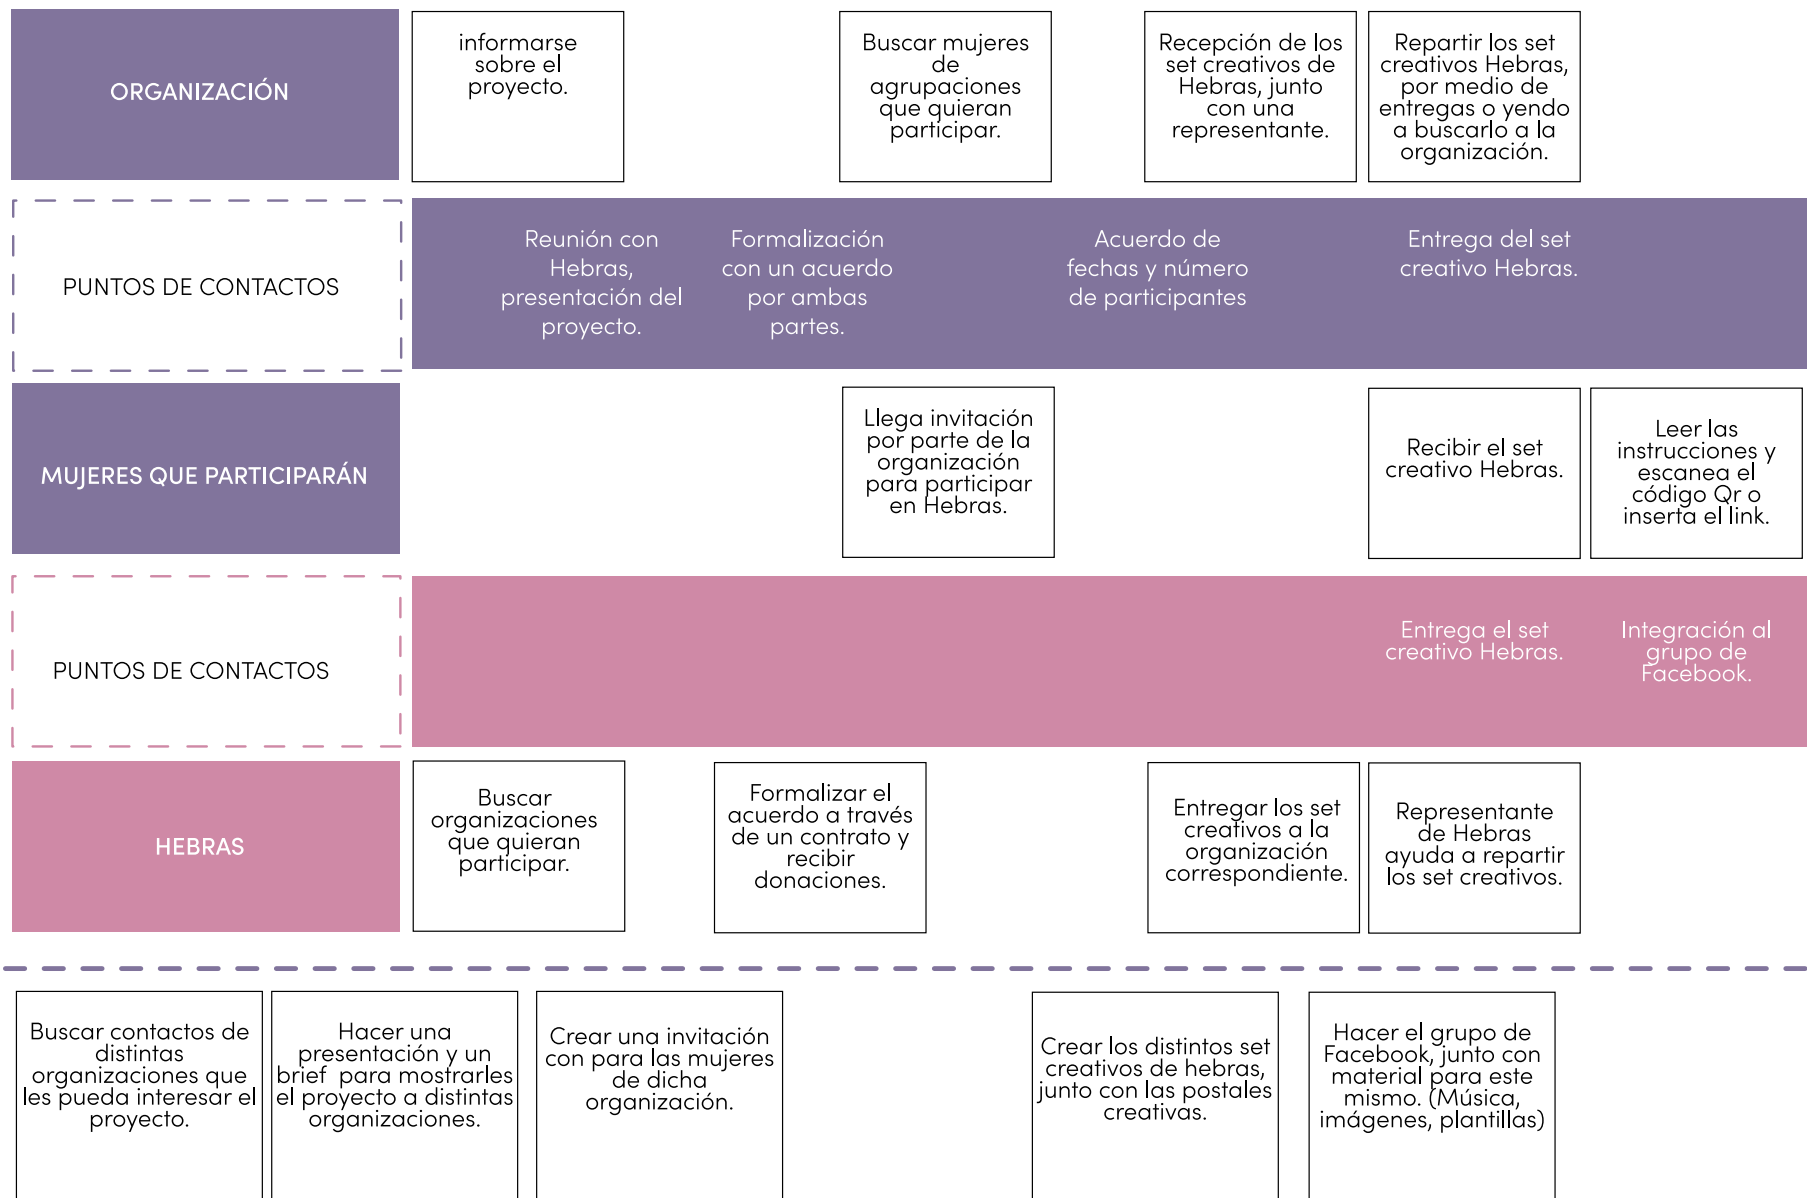 ORGANIZACIÓN
informarse
sobre el
proyecto.
Buscar mujeres
de
agrupaciones
que quieran
participar.
Recepción de los
set creativos de
Hebras, junto
con una
representante.
Repartir los set
creativos Hebras,
por medio de
entregas o yendo
a buscarlo a la
organización.
PUNTOS DE CONTACTOS
Reunión con
Hebras,
presentación del
proyecto.
Formalización
con un acuerdo
por ambas
partes.
Acuerdo de
fechas y número
de participantes
Entrega del set
creativo Hebras.
MUJERES QUE PARTICIPARÁN
Llega invitación
por parte de la
organización
para participar
en Hebras.
Recibir el set
creativo Hebras.
Leer las
instrucciones y
escanea el
código Qr o
inserta el link.
PUNTOS DE CONTACTOS
Entrega el set
creativo Hebras.
Integración al
grupo de
Facebook.
HEBRAS
Buscar
organizaciones
que quieran
participar.
Formalizar el
acuerdo a través
de un contrato y
recibir
donaciones.
Entregar los set
creativos a la
organización
correspondiente.
Representante
de Hebras
ayuda a repartir
los set creativos.
Buscar contactos de
distintas
organizaciones que
les pueda interesar el
proyecto.
Hacer una
presentación y un
brief para mostrarles
el proyecto a distintas
organizaciones.
Crear una invitación
con para las mujeres
de dicha
organización.
Crear los distintos set
creativos de hebras,
junto con las postales
creativas.
Hacer el grupo de
Facebook, junto con
material para este
mismo. (Música,
imágenes, plantillas)